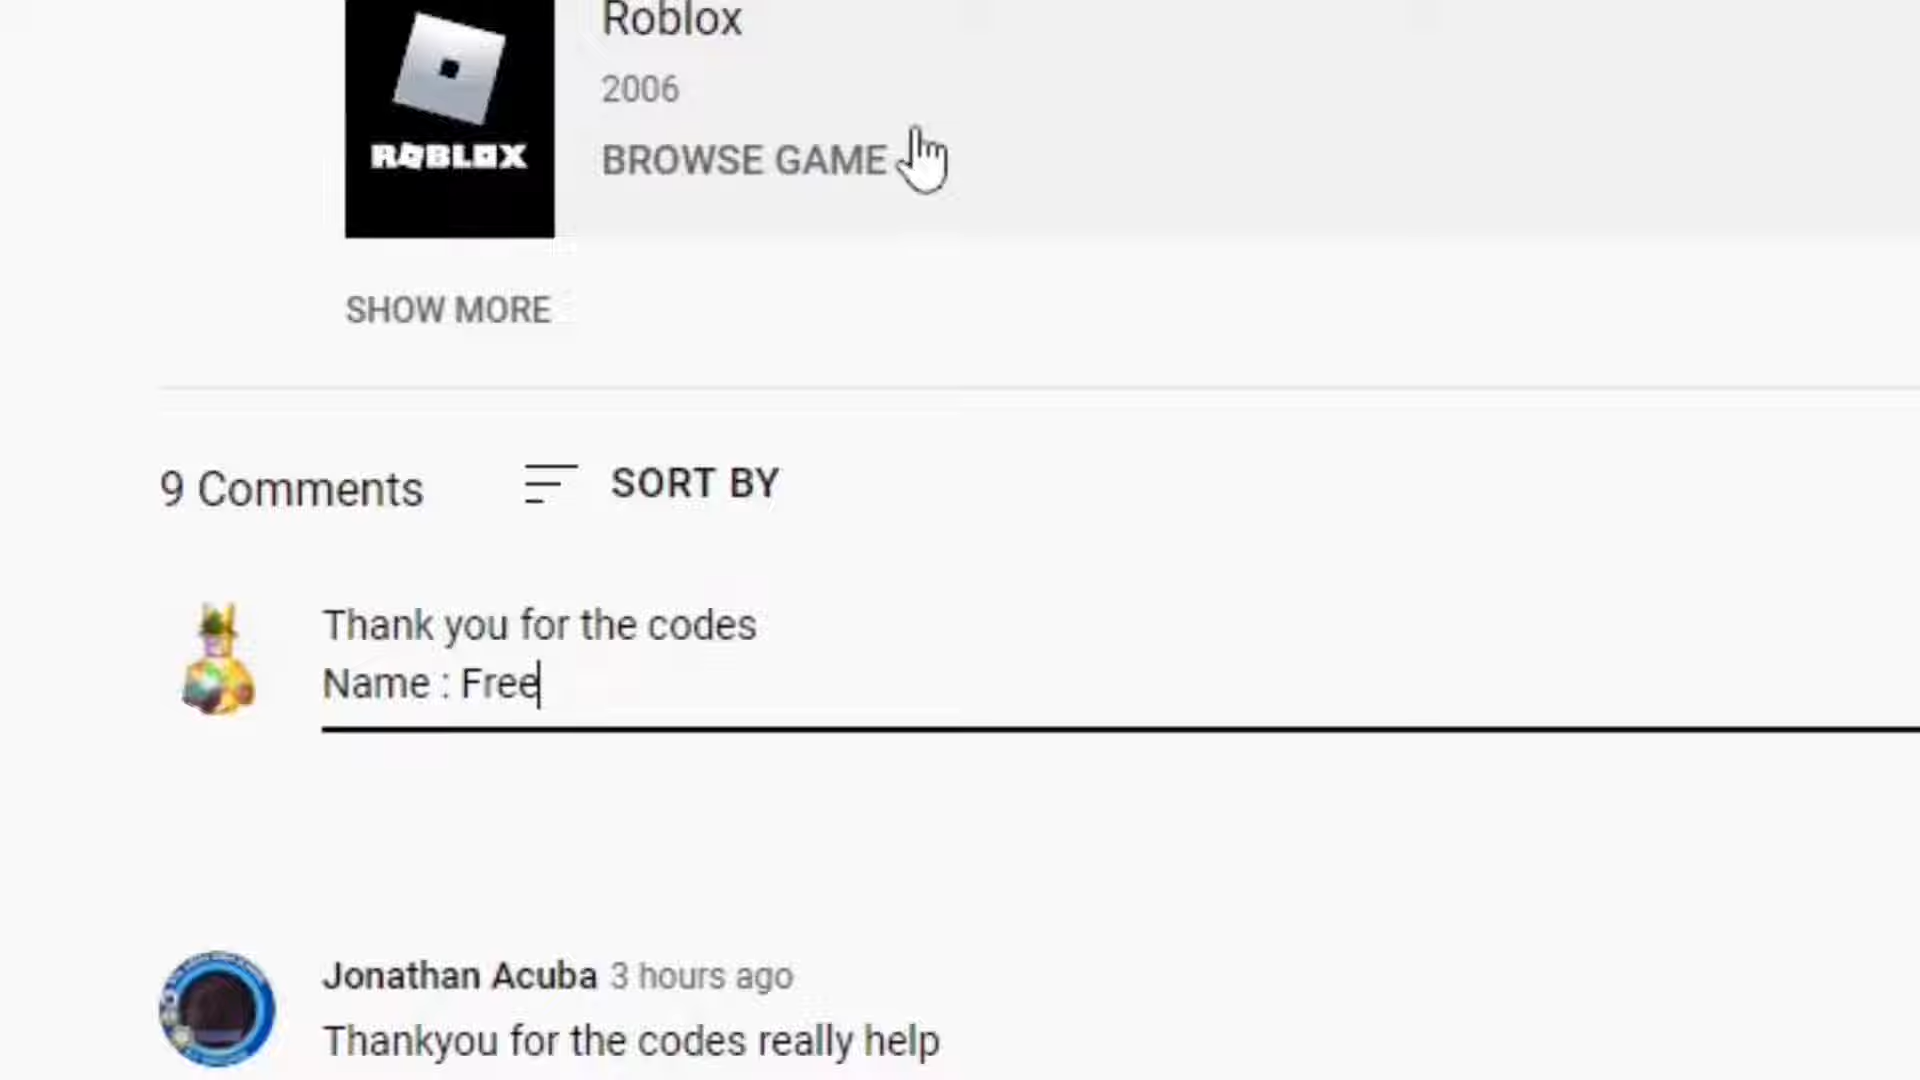 Roblox
2006
BROWSE GAME
ROBLOX
SHOW MORE
9 Comments
SORT BY
Thank you for the codes
Name : Free
Jonathan Acuba 3 hours ago
Thankyou for the codes really help